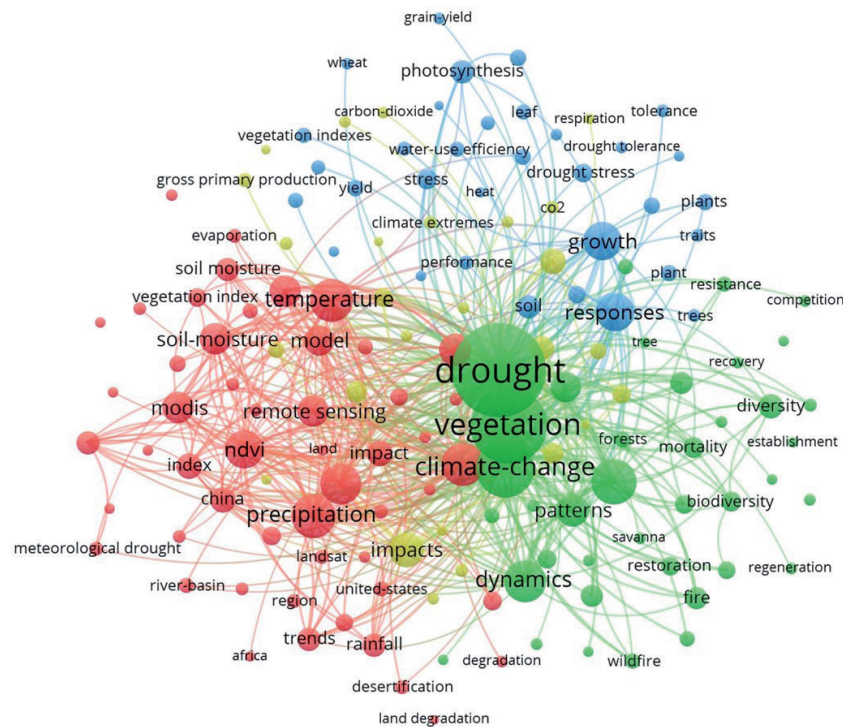 grain-yield
wheat
photosynthesis
carbon-dioxide
leaf
respiration
tolerance
vegetation indexes
water-use efficiency
drought tolerance
gross primary production
yield
stress
heat
drought stress
climate extremes
co2
plants
evaporation
growth
traits
soil moisture
performance
plant
resistance
vegetation index
temperature
soil
responses
trees
competition
soil-moisture
model
tree
drought
recovery
modis
remote sensing
vegetation
diversity
ndvi
land
impact
forests
mortality
establishment
index
climate-change
china
precipitation
patterns
biodiversity
meteorological drought
landsat
impacts
savanna
river-basin
united-states
dynamics
restoration
regeneration
region
fire
trends
rainfall
africa
degradation
wildfire
desertification
land degradation